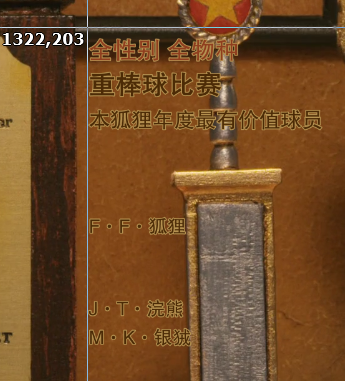 1322,203
全性别 全物种
重棒球比赛
本狐狸年度最有价值球员
F·F·狐狸
J·T·浣熊
M·K·银狨